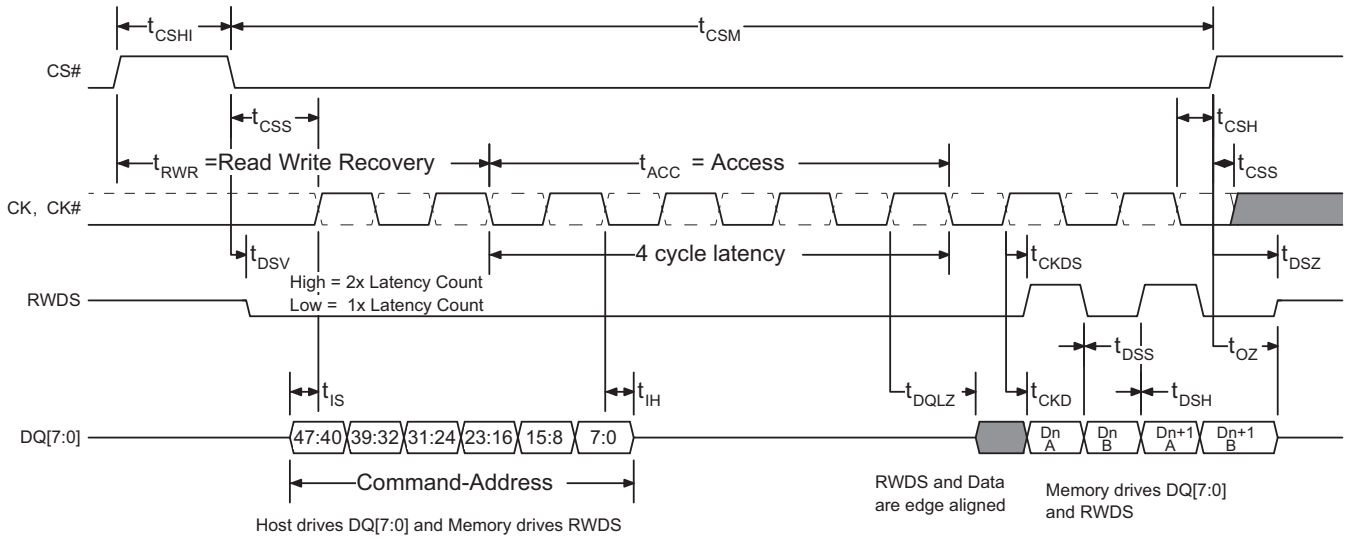 tCSHI
tCSM
CS#
tCSS
tCSH
tRWR =Read Write Recovery
tACC = Access
tCSS
CK, CK#
tDSV
4 cycle latency
tCKDS
tDSZ
High = 2x Latency Count
Low = 1x Latency Count
RWDS
tDSS
tOZ
tIS
tIH
tDQLZ
tCKD
tDSH
DQ[7:0]
47:40 39:32 31:24 23:16 15:8 7:0
Dn A
Dn B
Dn+1 A
Dn+1 B
Command-Address
RWDS and Data
are edge aligned
Memory drives DQ[7:0]
and RWDS
Host drives DQ[7:0] and Memory drives RWDS